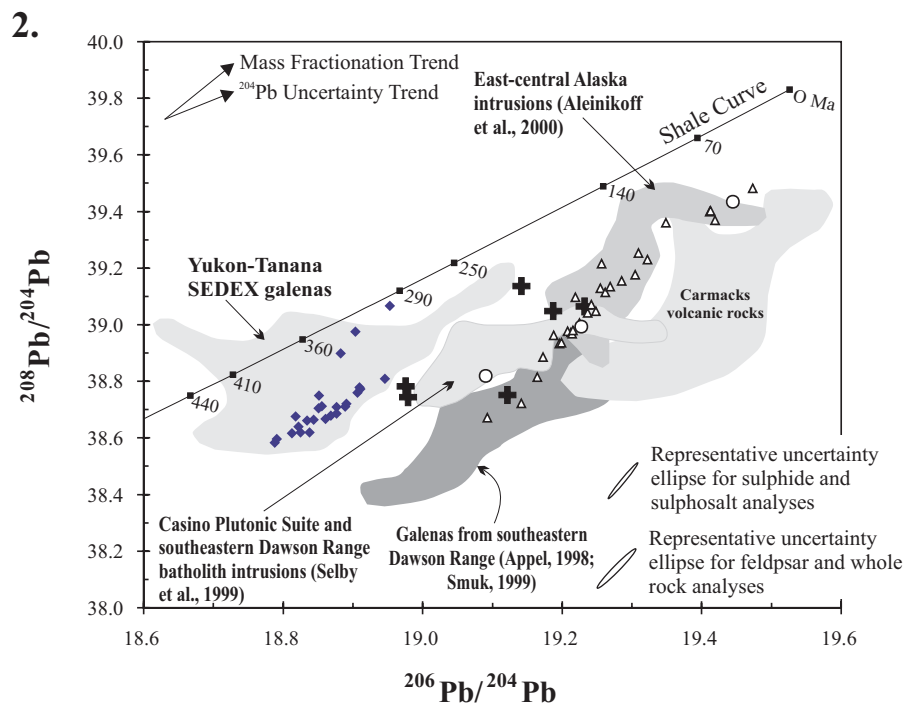 2.
40.0
39.8
39.6
39.4
39.2
39.0
38.8
38.6
38.4
38.2
38.0
208Pb/204Pb
Mass Fractionation Trend
204Pb Uncertainty Trend
East-central Alaska
intrusions (Aleinikoff
et al., 2000)
Shale Curve
O Ma
70
140
250
290
360
410
440
Yukon-Tanana
SEDEX galenas
Carmacks
volcanic rocks
Casino Plutonic Suite and
southeastern Dawson Range
batholith intrusions (Selby
et al., 1999)
Galenas from southeastern
Dawson Range (Appel, 1998;
Smuk, 1999)
Representative uncertainty
ellipse for sulphide and
sulphosalt analyses
Representative uncertainty
ellipse for feldpsar and whole
rock analyses
18.6 18.8 19.0 19.2 19.4 19.6
206Pb/204Pb